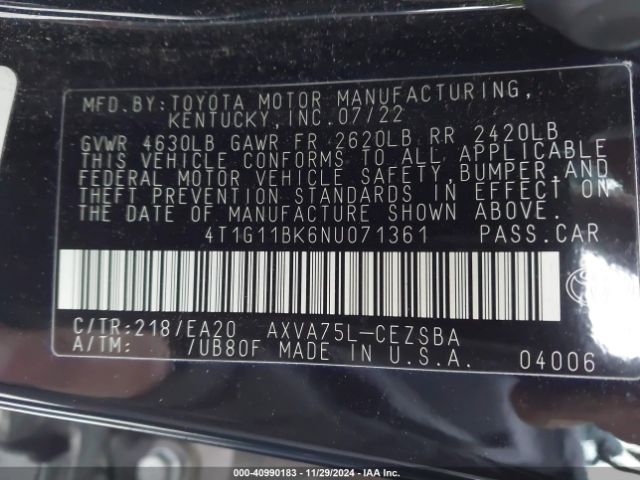 MFD.BY:TOYOTA MOTOR MANUFACTURING,
KENTUCKY,INC.07/22
GVWR 4630LB GAWR FR 2620LB RR 2420LB
THIS VEHICLE CONFORMS TO ALL APPLICABLE
FEDERAL MOTOR VEHICLE SAFETY,BUMPER,AND
THEFT PREVENTION STANDARDS IN EFFECT ON
THE DATE OF MANUFACTURE SHOWN ABOVE.
4T1G11BK6NU071361 PASS.CAR
C/TR:218/EA20 AXVA75L-CEZSBA
A/TM: /UB80F MADE IN U.S.A. 04006
000-40990183 - 11/29/2024 - IAA Inc.